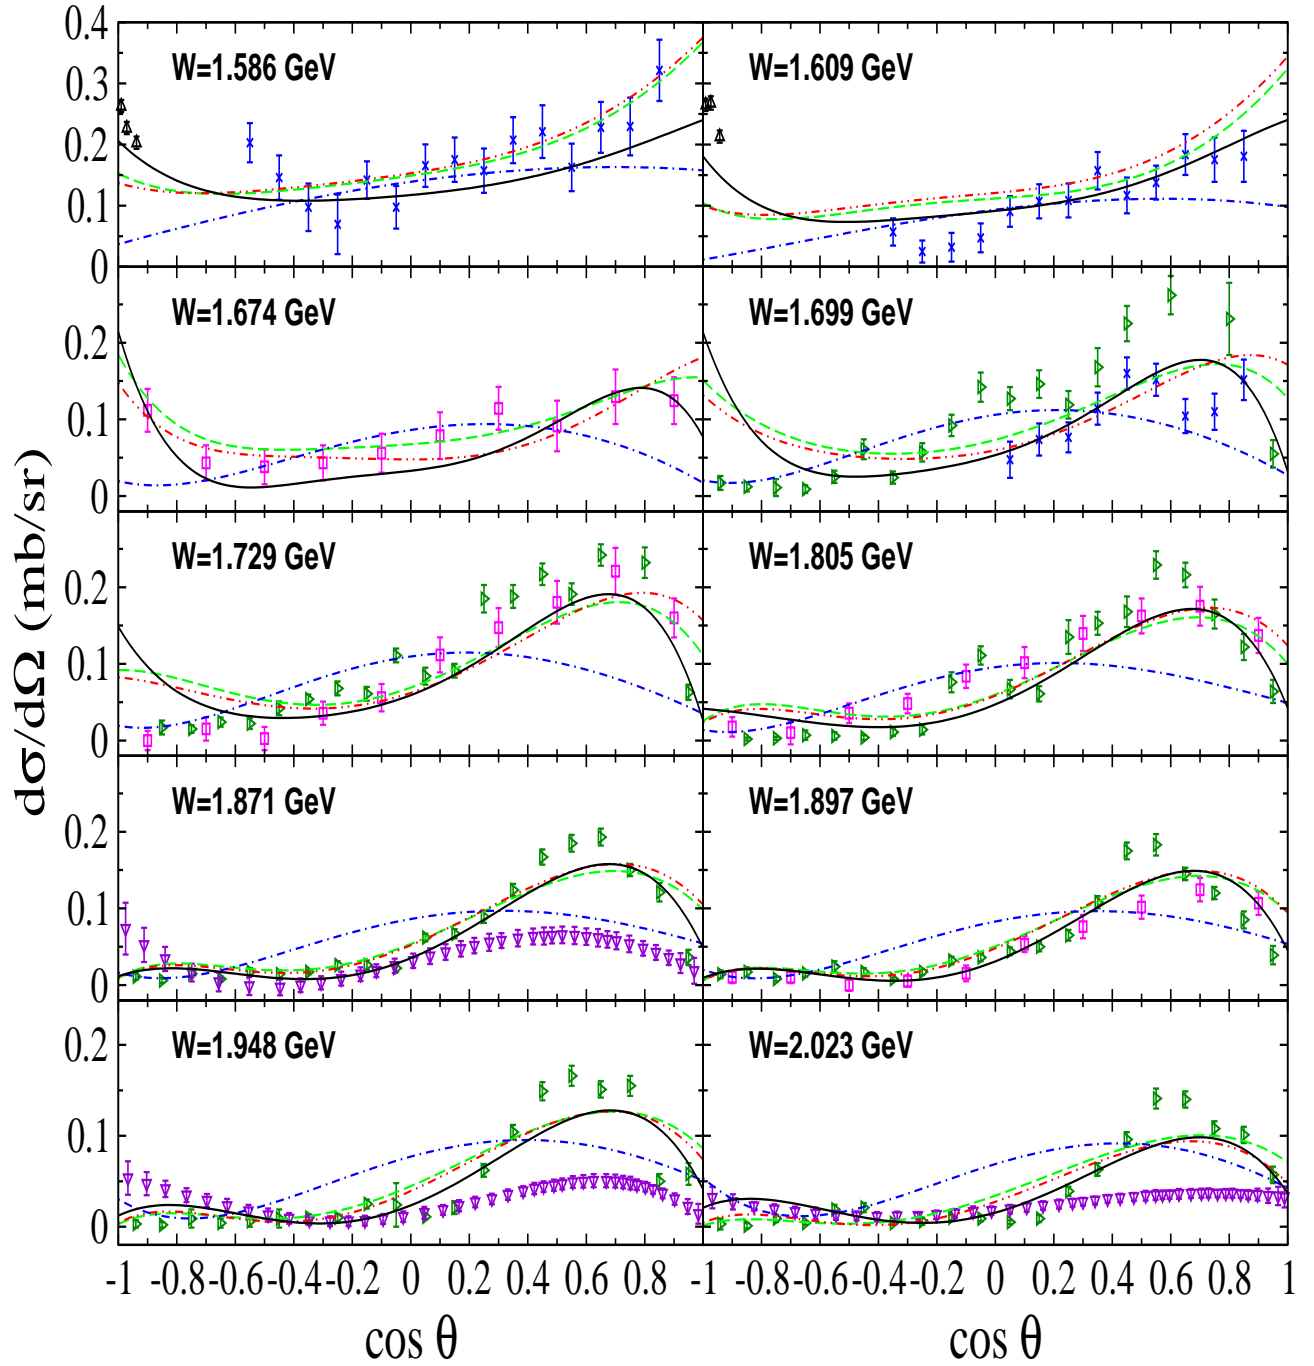 0.4
0.3
0.2
0.1
0
W=1.586 GeV
W=1.609 GeV
0.2
0.1
0
W=1.674 GeV
W=1.699 GeV
0.2
0.1
0
W=1.729 GeV
W=1.805 GeV
0.2
0.1
0
W=1.871 GeV
W=1.897 GeV
0.2
0.1
0
W=1.948 GeV
W=2.023 GeV
dσ/dΩ (mb/sr)
-1 -0.8 -0.6 -0.4 -0.2 0 0.2 0.4 0.6 0.8 -1 -0.8 -0.6 -0.4 -0.2 0 0.2 0.4 0.6 0.8 1
cos θ cos θ